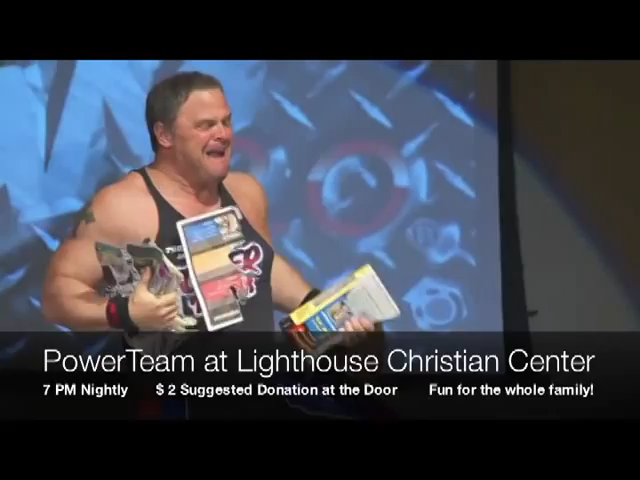 PowerTeam at Lighthouse Christian Center
7 PM Nightly $ 2 Suggested Donation at the Door Fun for the whole family!